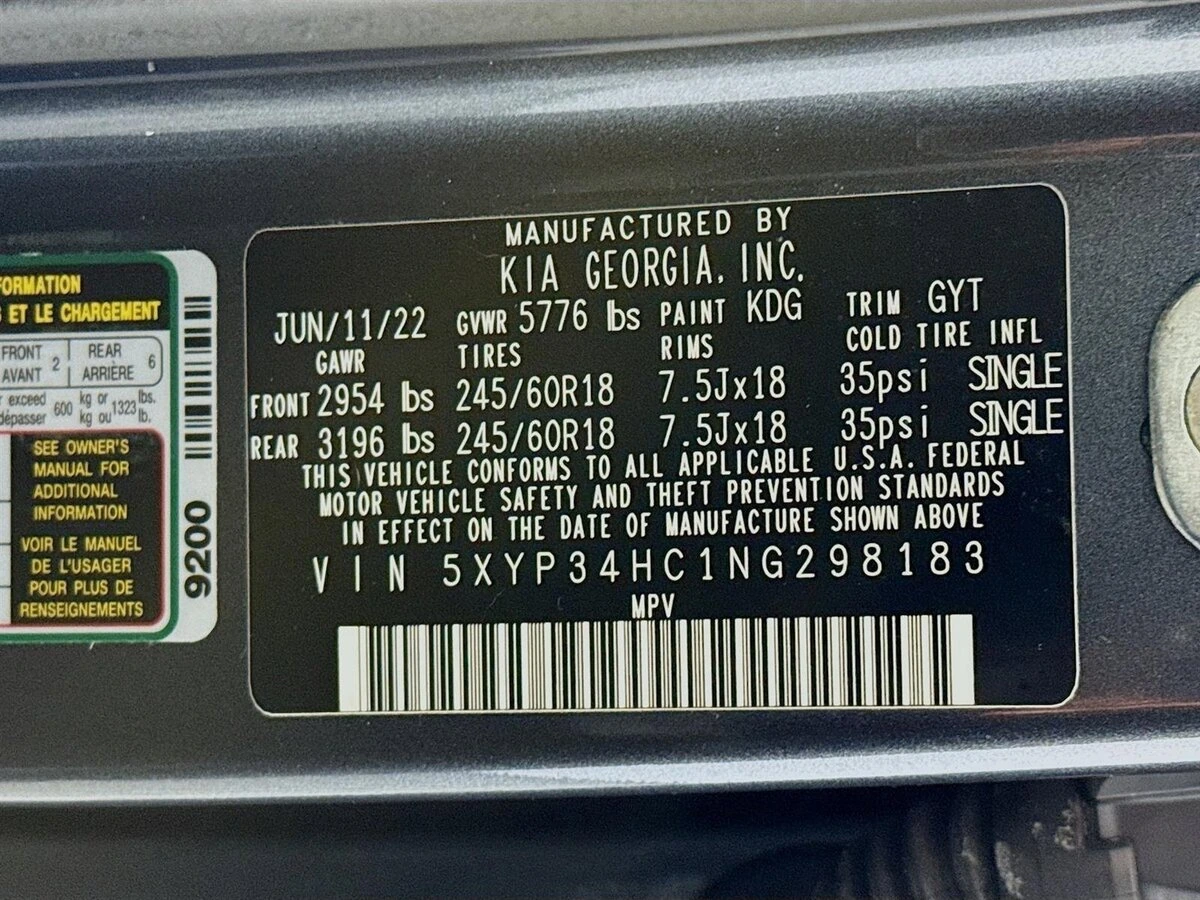 FORMATION
S ET LE CHARGEMENT
FRONT AVANT 2 REAR ARRIÈRE 6
r exceed dépasser 600 kg or kg ou 1323 lbs. lb.
SEE OWNER'S
MANUAL FOR
ADDITIONAL
INFORMATION
VOIR LE MANUEL
DE L'USAGER
POUR PLUS DE
RENSEIGNEMENTS
9200
MANUFACTURED BY
KIA GEORGIA, INC.
JUN/11/22 GVWR 5776 lbs PAINT KDG TRIM GYT
GAWR TIRES RIMS COLD TIRE INFL
FRONT 2954 lbs 245/60R18 7.5Jx18 35psi SINGLE
REAR 3196 lbs 245/60R18 7.5Jx18 35psi SINGLE
THIS VEHICLE CONFORMS TO ALL APPLICABLE U.S.A. FEDERAL
MOTOR VEHICLE SAFETY AND THEFT PREVENTION STANDARDS
IN EFFECT ON THE DATE OF MANUFACTURE SHOWN ABOVE
VIN 5XYP34HC1NG298183
MPV